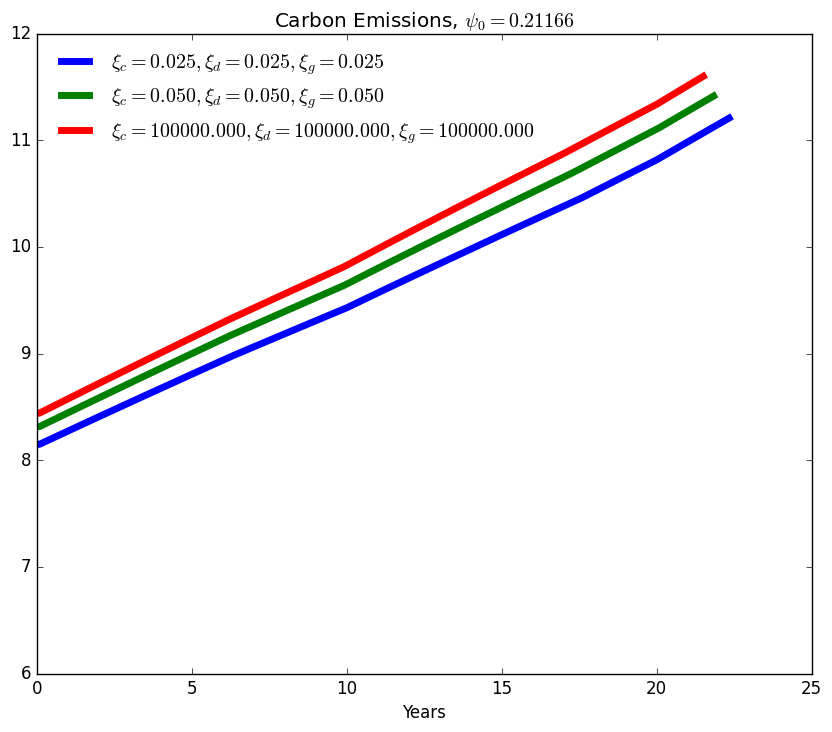 Carbon Emissions, ψ₀ = 0.21166
12
ξ_c = 0.025, ξ_d = 0.025, ξ_g = 0.025
ξ_c = 0.050, ξ_d = 0.050, ξ_g = 0.050
ξ_c = 100000.000, ξ_d = 100000.000, ξ_g = 100000.000
11
10
9
8
7
6
0 5 10 15 20 25
Years